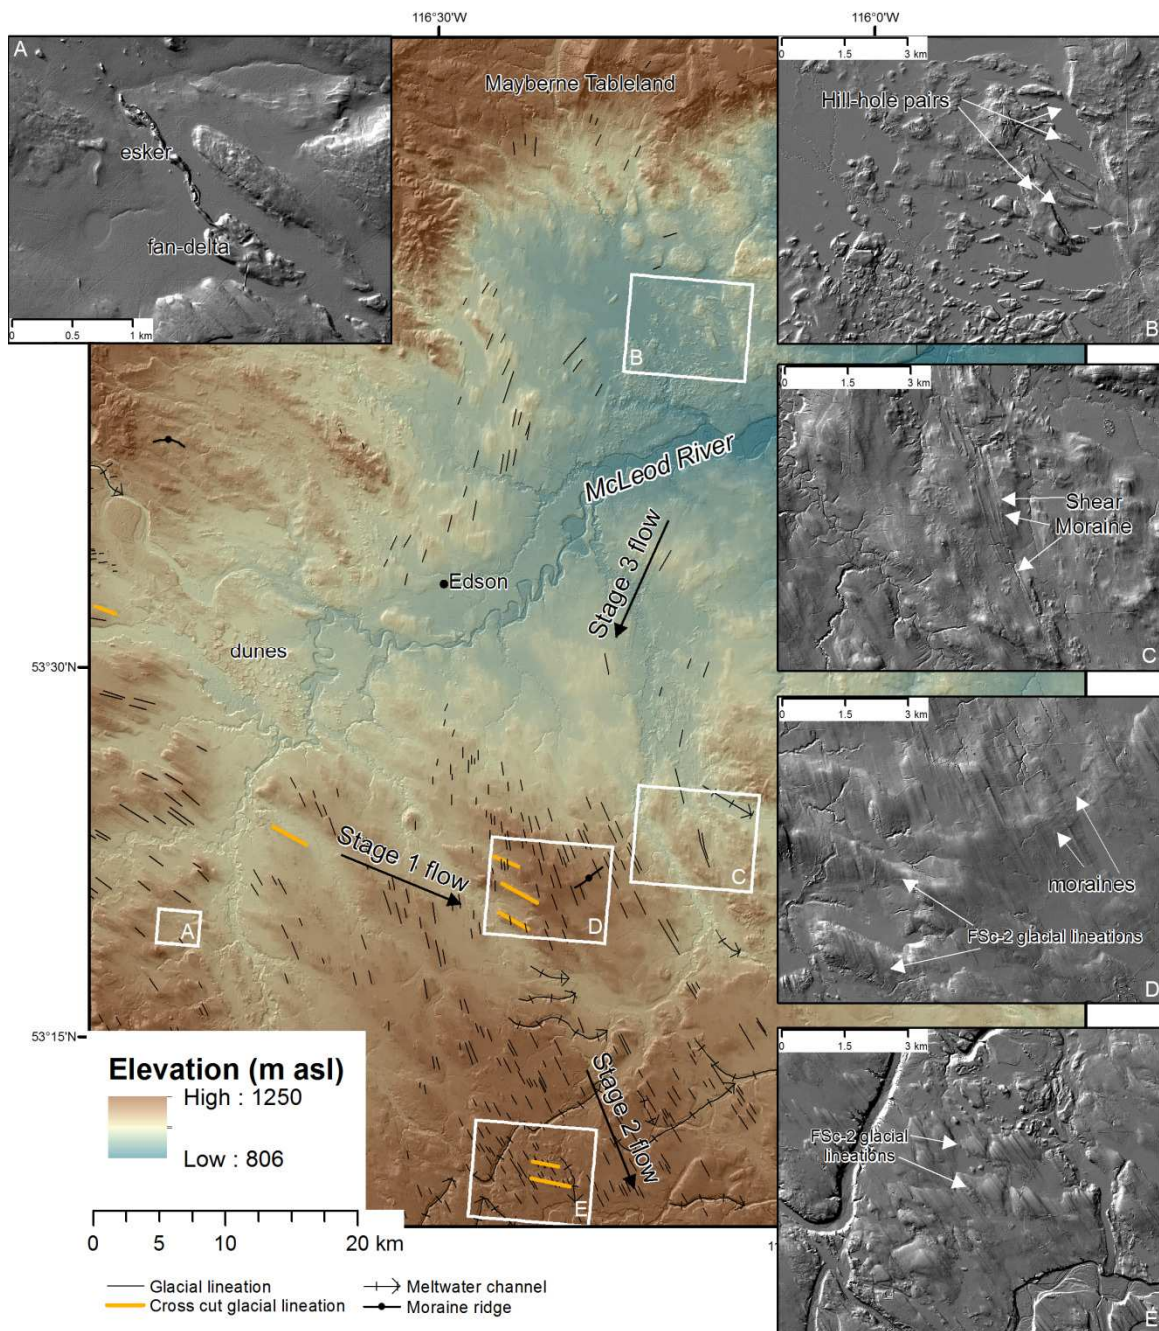 116°30'W
116°0'W
A
esker
fan-delta
0 0.5 1 km
Mayberne Tableland
0 1.5 3 km
Hill-hole pairs
B
B
McLeod River
Stage 3 flow
Edson
dunes
53°30'N
0 1.5 3 km
Shear
Moraine
C
C
Stage 1 flow
D
A
0 1.5 3 km
moraines
FSc-2 glacial lineations
D
53°15'N
Stage 2 flow
E
0 1.5 3 km
FSc-2 glacial
lineations
E
Elevation (m asl)
High : 1250
Low : 806
0 5 10 20 km
Glacial lineation
Cross cut glacial lineation
Meltwater channel
Moraine ridge